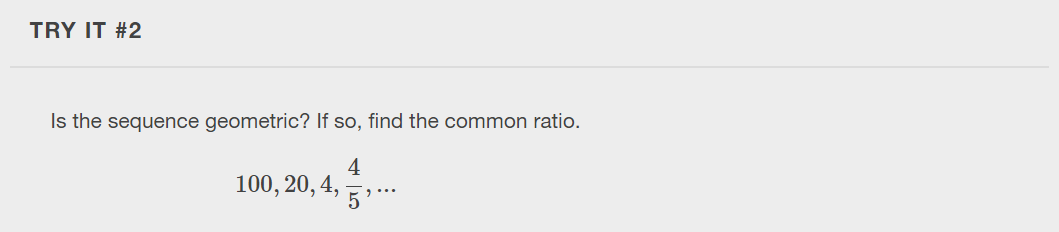 TRY IT #2
Is the sequence geometric? If so, find the common ratio.
100, 20, 4, 4/5, ...